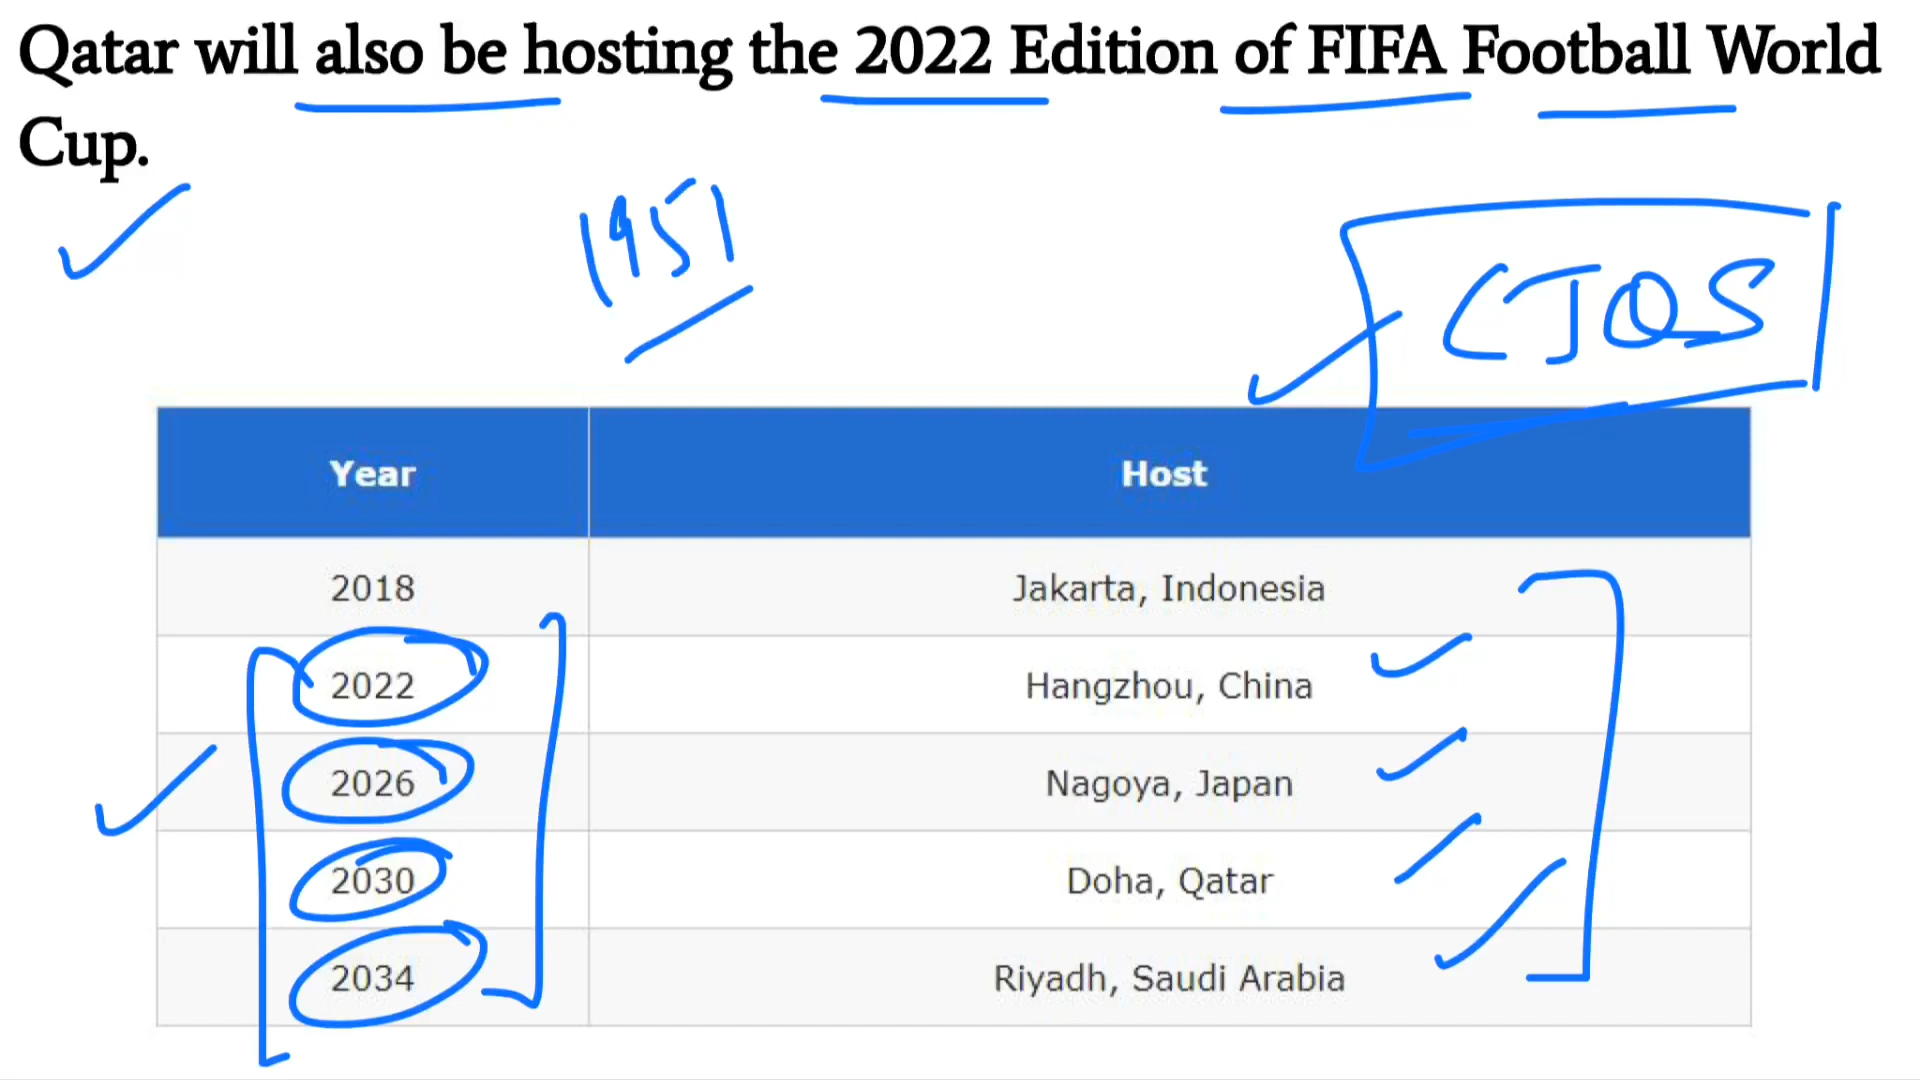 Qatar will also be hosting the 2022 Edition of FIFA Football World
Cup.
1951
CJQS
Year Host
2018 Jakarta, Indonesia
2022 Hangzhou, China
2026 Nagoya, Japan
2030 Doha, Qatar
2034 Riyadh, Saudi Arabia